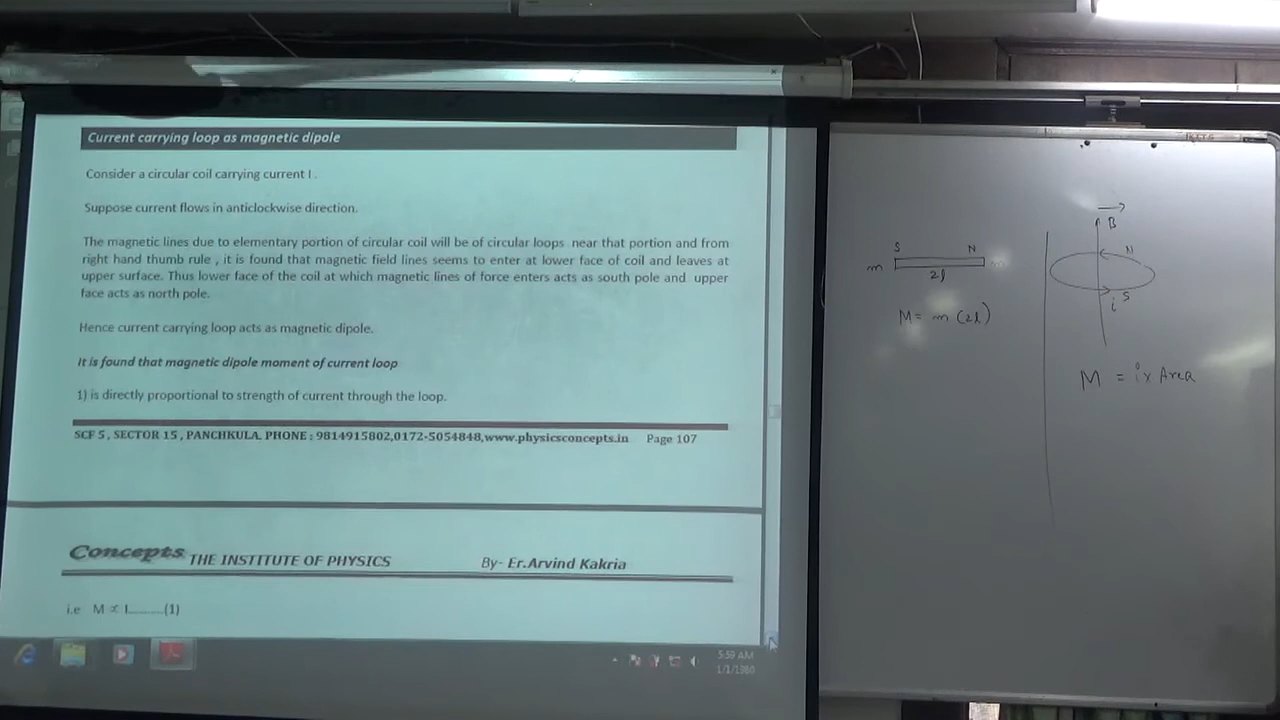 Current carrying loop as magnetic dipole
Consider a circular coil carrying current I .
Suppose current flows in anticlockwise direction.
The magnetic lines due to elementary portion of circular coil will be of circular loops near that portion and from
right hand thumb rule , it is found that magnetic field lines seems to enter at lower face of coil and leaves at
upper surface. Thus lower face of the coil at which magnetic lines of force enters acts as south pole and upper
face acts as north pole.
Hence current carrying loop acts as magnetic dipole.
It is found that magnetic dipole moment of current loop
1) is directly proportional to strength of current through the loop.
SCF 5 , SECTOR 15 , PANCHKULA. PHONE : 9814915802,0172-5054848,www.physicsconcepts.in Page 107
Concepts THE INSTITUTE OF PHYSICS By- Er.Arvind Kakria
i.e M ∝ I..........(1)
5:59 AM
1/1/1980
S N
m
2l
M = m (2l)
B
N
S
i
M = i x Area